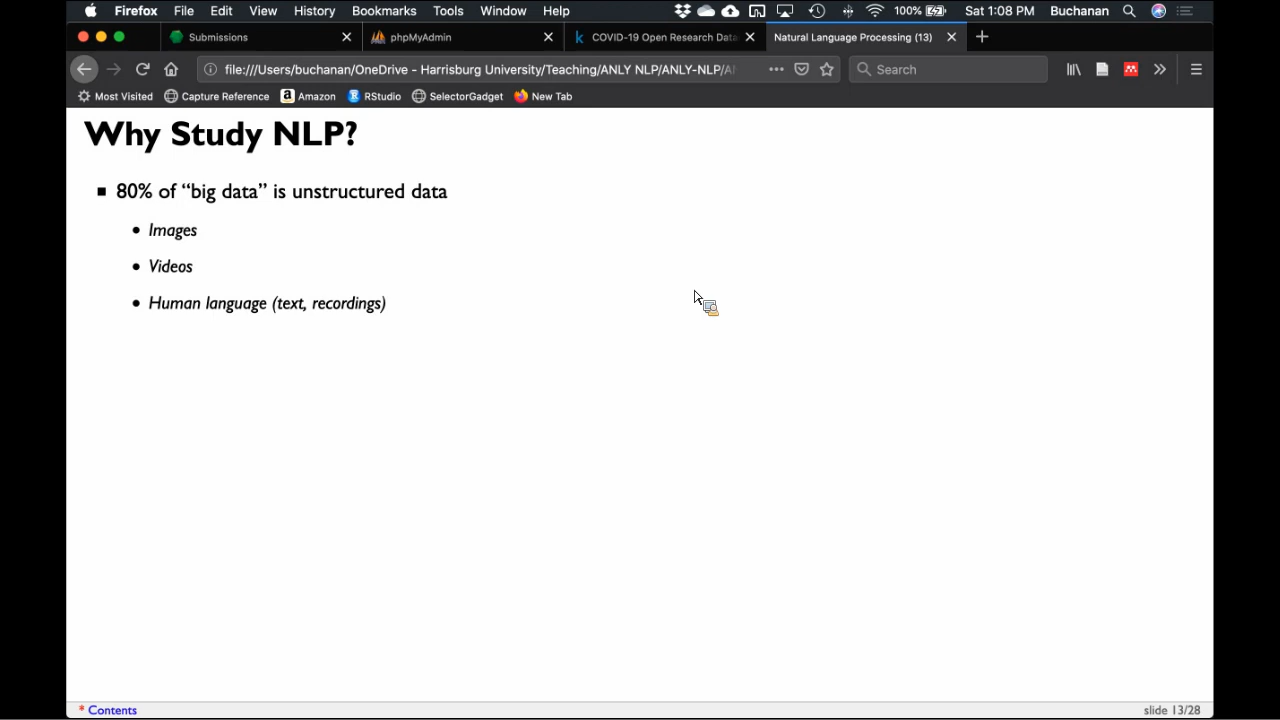 Firefox File Edit View History Bookmarks Tools Window Help 100% Sat 1:08 PM Buchanan
Submissions phpMyAdmin COVID-19 Open Research Data Natural Language Processing (13)
file:///Users/buchanan/OneDrive - Harrisburg University/Teaching/ANLY NLP/ANLY-NLP/A Search
Most Visited Capture Reference Amazon RStudio SelectorGadget New Tab
Why Study NLP?
80% of “big data” is unstructured data
Images
Videos
Human language (text, recordings)
* Contents slide 13/28